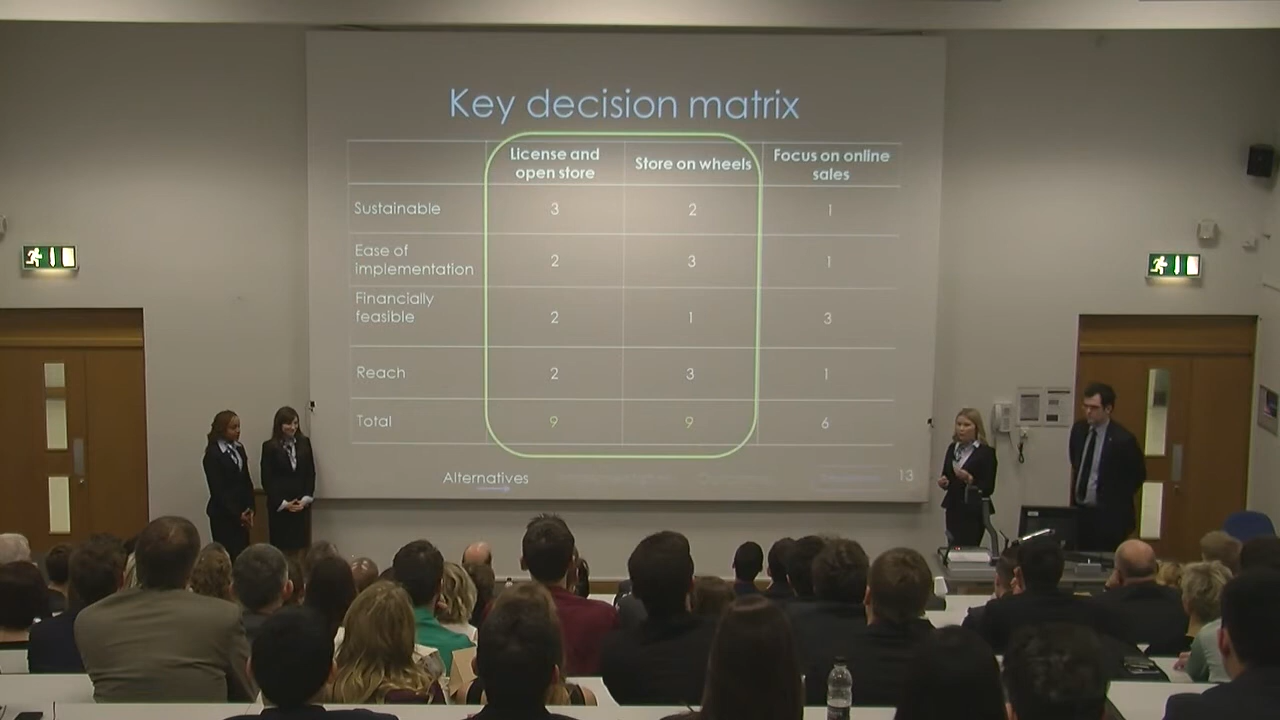 Key decision matrix
License and open store Store on wheels Focus on online sales
Sustainable 3 2 1
Ease of implementation 2 3 1
Financially feasible 2 1 3
Reach 2 3 1
Total 9 9 6
Alternatives 13